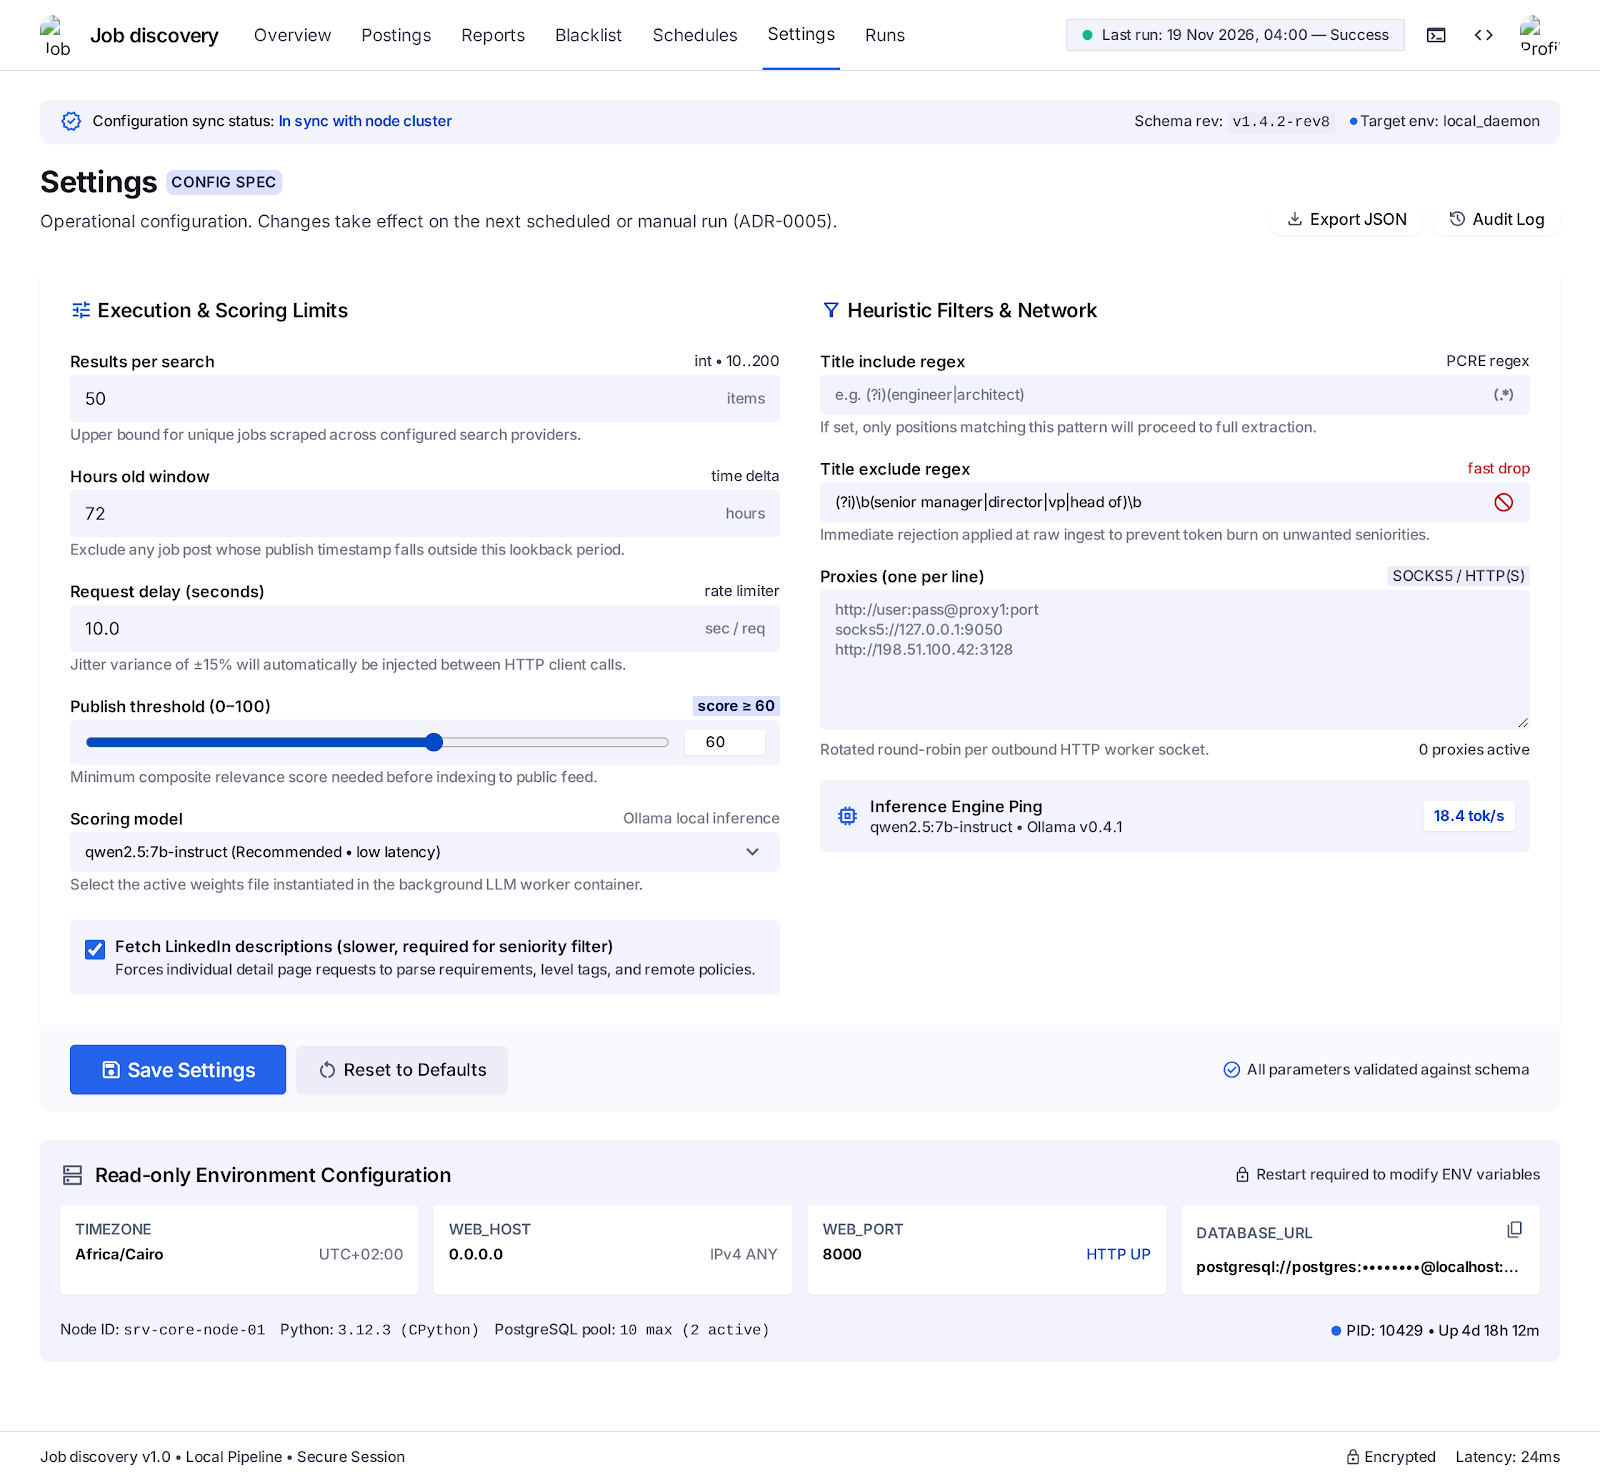 Job
Job discovery
Overview
Postings
Reports
Blacklist
Schedules
Settings
Runs
Last run: 19 Nov 2026, 04:00 — Success
Profi
Configuration sync status: In sync with node cluster
Schema rev: v1.4.2-rev8
Target env: local_daemon
Settings
CONFIG SPEC
Operational configuration. Changes take effect on the next scheduled or manual run (ADR-0005).
Export JSON
Audit Log
Execution & Scoring Limits
Results per search
int • 10..200
50
items
Upper bound for unique jobs scraped across configured search providers.
Hours old window
time delta
72
hours
Exclude any job post whose publish timestamp falls outside this lookback period.
Request delay (seconds)
rate limiter
10.0
sec / req
Jitter variance of ±15% will automatically be injected between HTTP client calls.
Publish threshold (0–100)
score ≥ 60
60
Minimum composite relevance score needed before indexing to public feed.
Scoring model
Ollama local inference
qwen2.5:7b-instruct (Recommended • low latency)
Select the active weights file instantiated in the background LLM worker container.
Fetch LinkedIn descriptions (slower, required for seniority filter)
Forces individual detail page requests to parse requirements, level tags, and remote policies.
Heuristic Filters & Network
Title include regex
PCRE regex
e.g. (?i)(engineer|architect)
(.*)
If set, only positions matching this pattern will proceed to full extraction.
Title exclude regex
fast drop
(?i)\b(senior manager|director|vp|head of)\b
Immediate rejection applied at raw ingest to prevent token burn on unwanted seniorities.
Proxies (one per line)
SOCKS5 / HTTP(S)
http://user:pass@proxy1:port
socks5://127.0.0.1:9050
http://198.51.100.42:3128
Rotated round-robin per outbound HTTP worker socket.
0 proxies active
Inference Engine Ping
qwen2.5:7b-instruct • Ollama v0.4.1
18.4 tok/s
Save Settings
Reset to Defaults
All parameters validated against schema
Read-only Environment Configuration
Restart required to modify ENV variables
TIMEZONE
Africa/Cairo
UTC+02:00
WEB_HOST
0.0.0.0
IPv4 ANY
WEB_PORT
8000
HTTP UP
DATABASE_URL
postgresql://postgres:••••••••@localhost:...
Node ID: srv-core-node-01
Python: 3.12.3 (CPython)
PostgreSQL pool: 10 max (2 active)
PID: 10429 • Up 4d 18h 12m
Job discovery v1.0 • Local Pipeline • Secure Session
Encrypted
Latency: 24ms